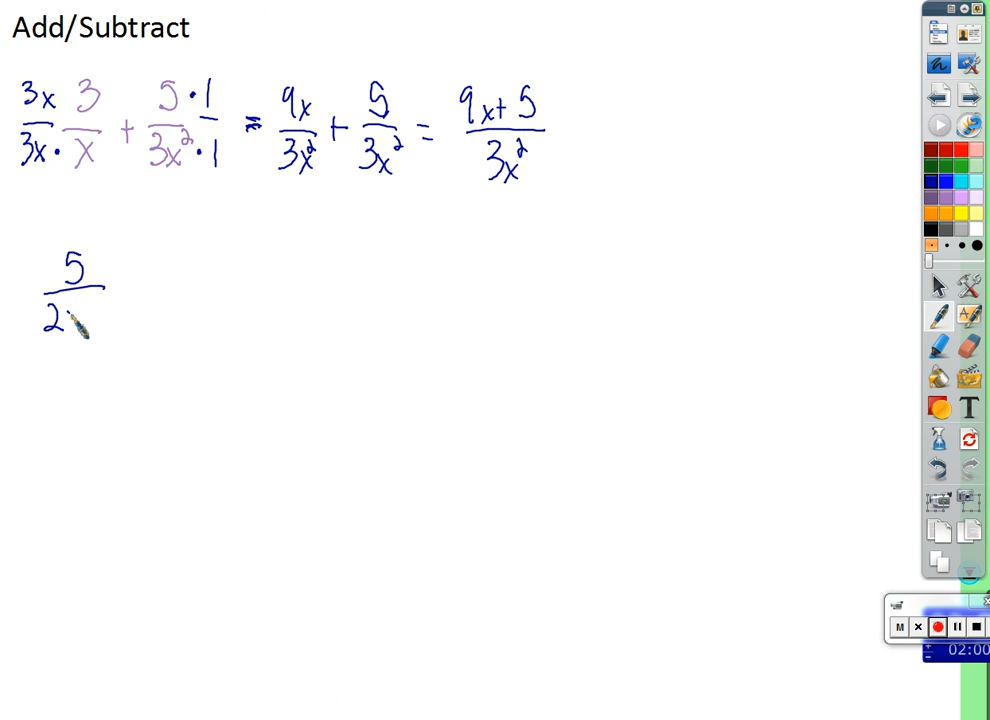 Add/Subtract
3x/3x • 3/x + 5/3x² • 1/1 = 9x/3x² + 5/3x² = 9x+5/3x²
5/2
M × 
02:00